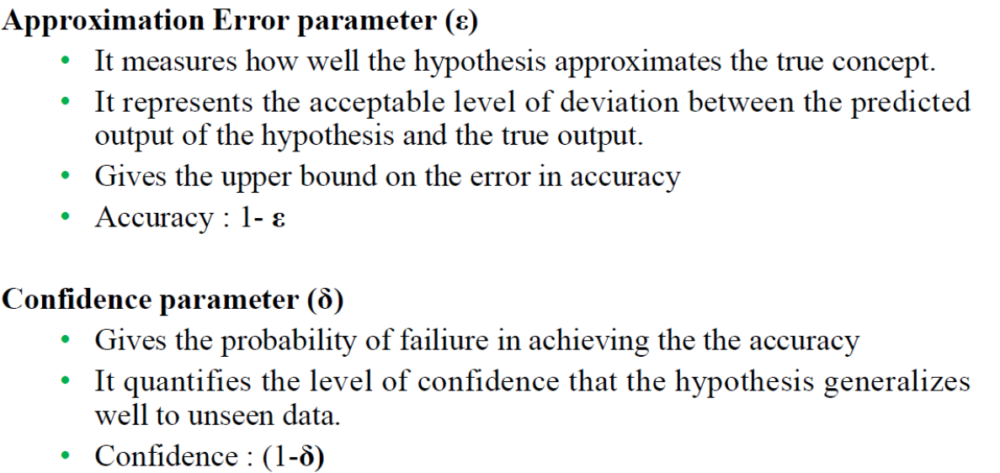 Approximation Error parameter (ε)
• It measures how well the hypothesis approximates the true concept.
• It represents the acceptable level of deviation between the predicted
output of the hypothesis and the true output.
• Gives the upper bound on the error in accuracy
• Accuracy : 1- ε
Confidence parameter (δ)
• Gives the probability of failiure in achieving the the accuracy
• It quantifies the level of confidence that the hypothesis generalizes
well to unseen data.
• Confidence : (1-δ)